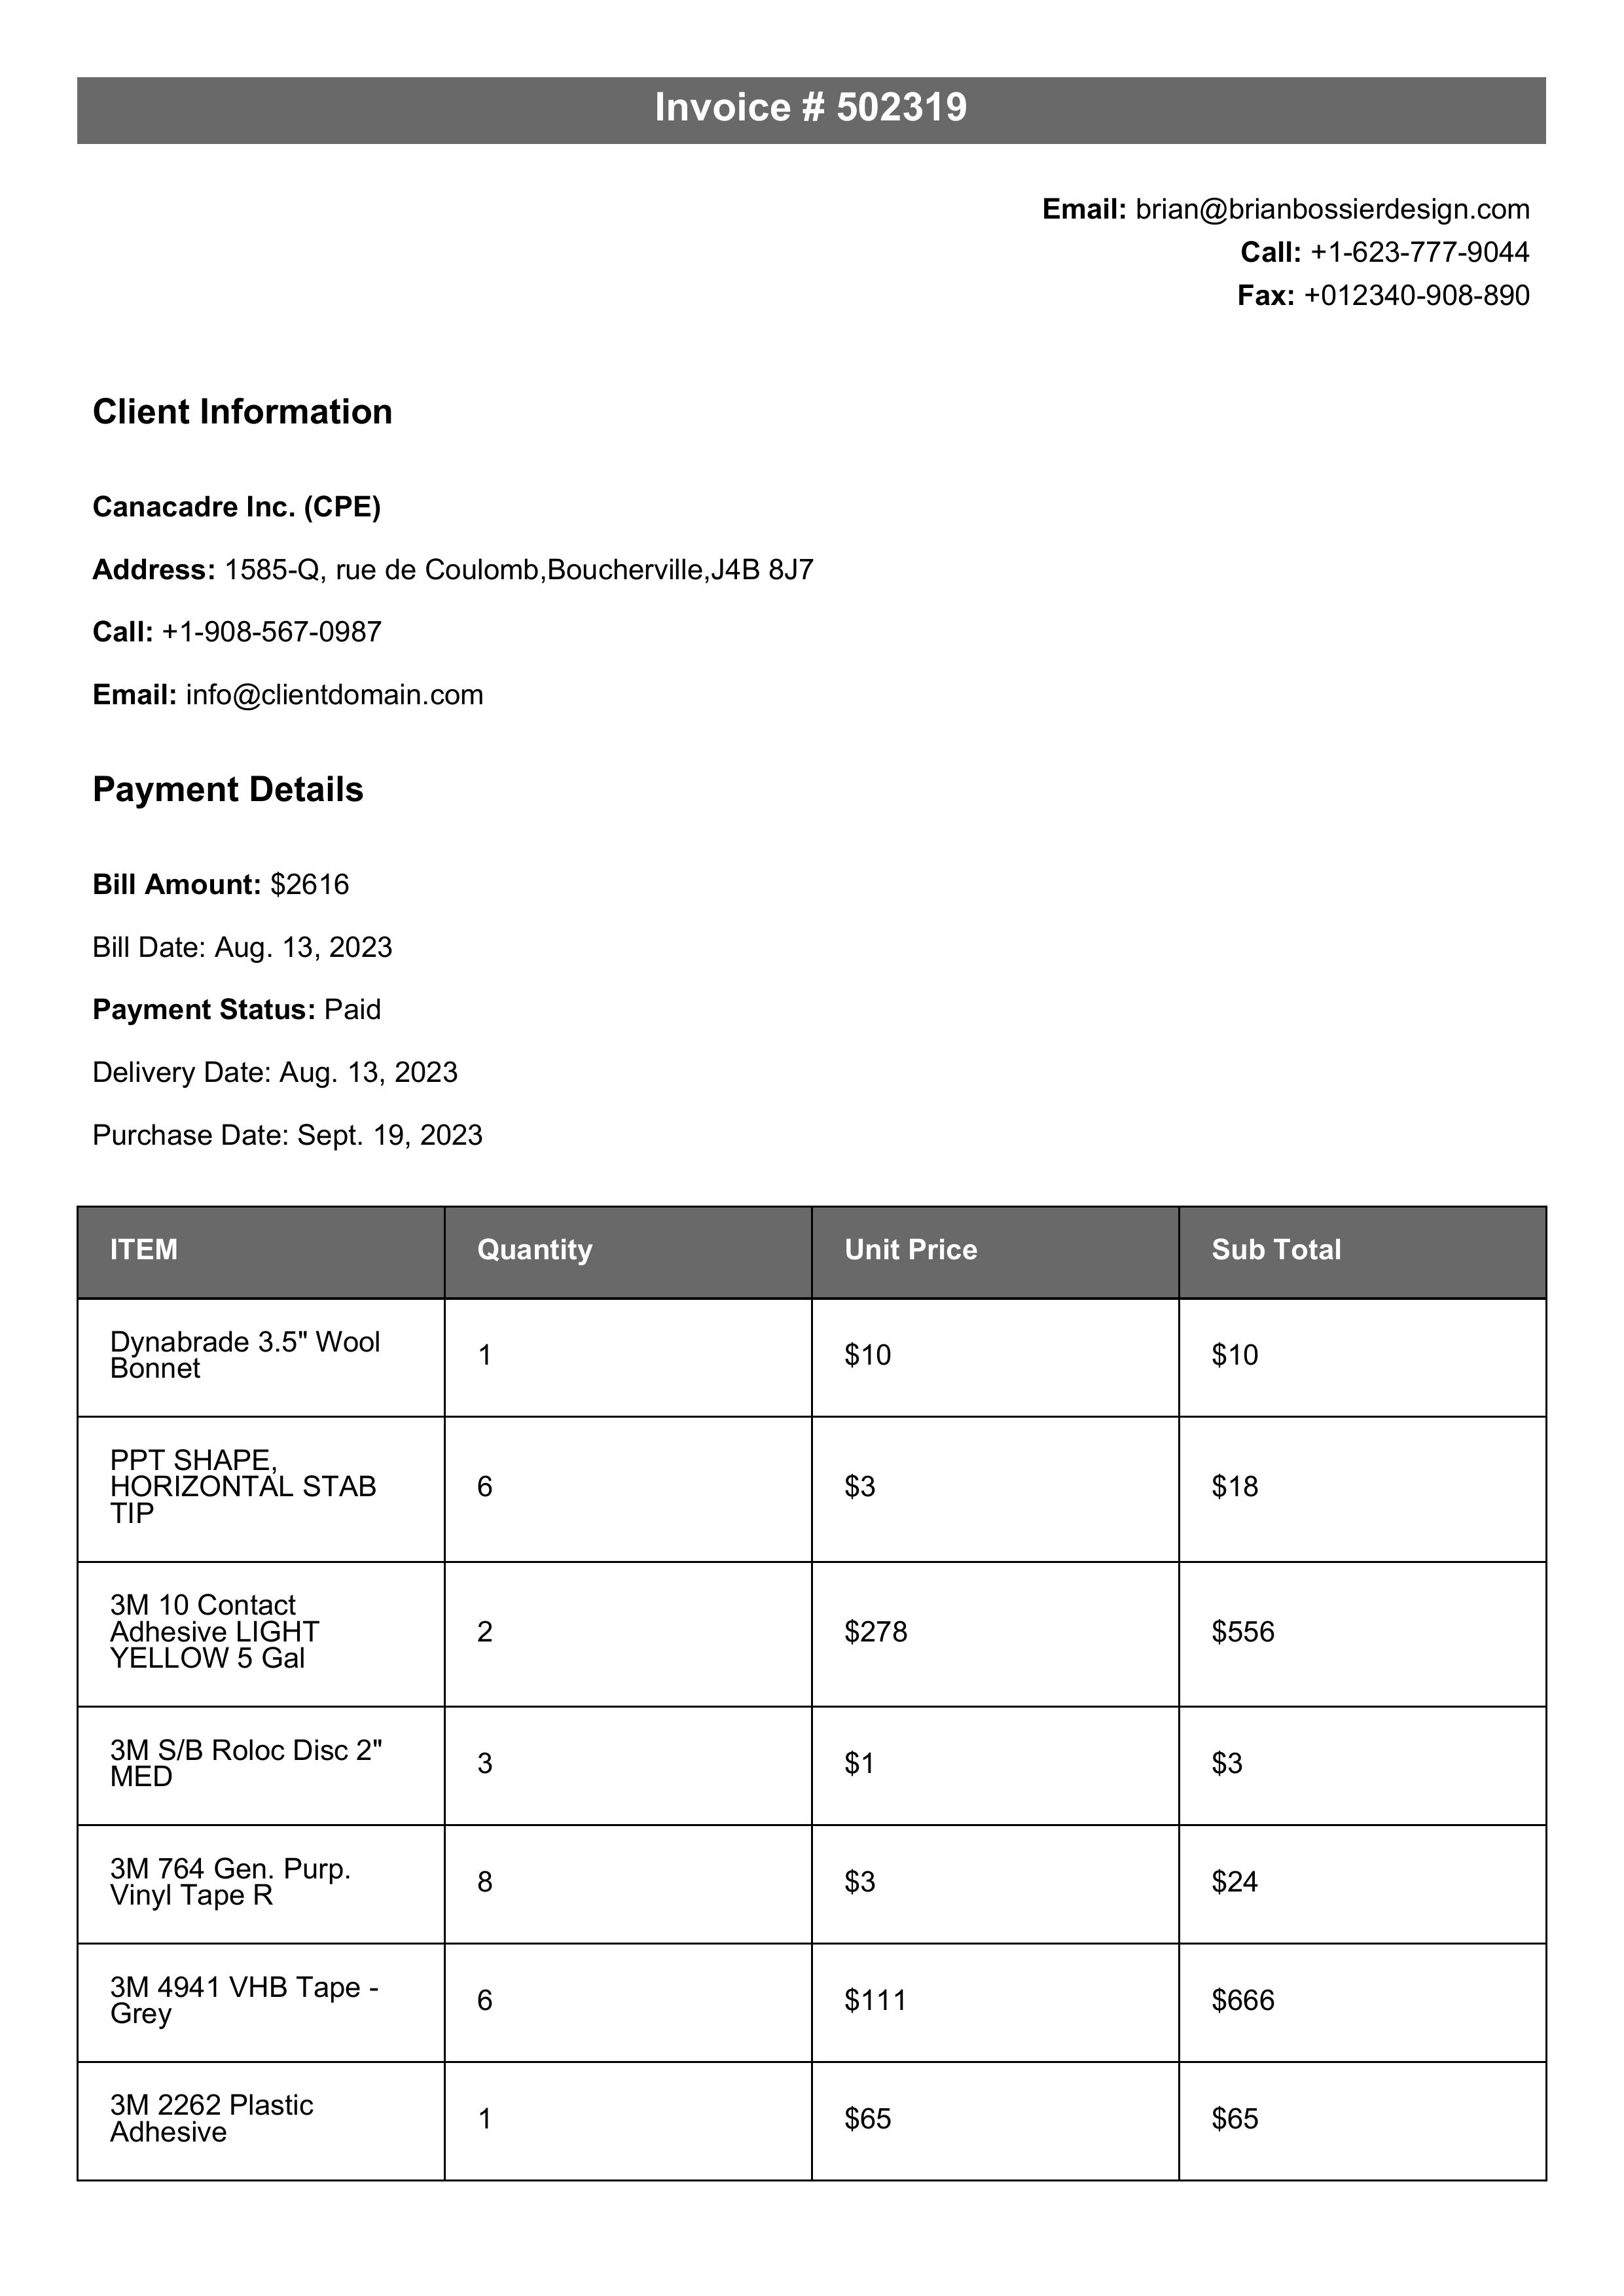 Invoice # 502319
Email: brian@brianbossierdesign.com
Call: +1-623-777-9044
Fax: +012340-908-890
Client Information
Canacadre Inc. (CPE)
Address: 1585-Q, rue de Coulomb,Boucherville,J4B 8J7
Call: +1-908-567-0987
Email: info@clientdomain.com
Payment Details
Bill Amount: $2616
Bill Date: Aug. 13, 2023
Payment Status: Paid
Delivery Date: Aug. 13, 2023
Purchase Date: Sept. 19, 2023
ITEM Quantity Unit Price Sub Total
Dynabrade 3.5" Wool
Bonnet
1 $10 $10
PPT SHAPE,
HORIZONTAL STAB
TIP
6 $3 $18
3M 10 Contact
Adhesive LIGHT
YELLOW 5 Gal
2 $278 $556
3M S/B Roloc Disc 2"
MED
3 $1 $3
3M 764 Gen. Purp.
Vinyl Tape R
8 $3 $24
3M 4941 VHB Tape -
Grey
6 $111 $666
3M 2262 Plastic
Adhesive
1 $65 $65